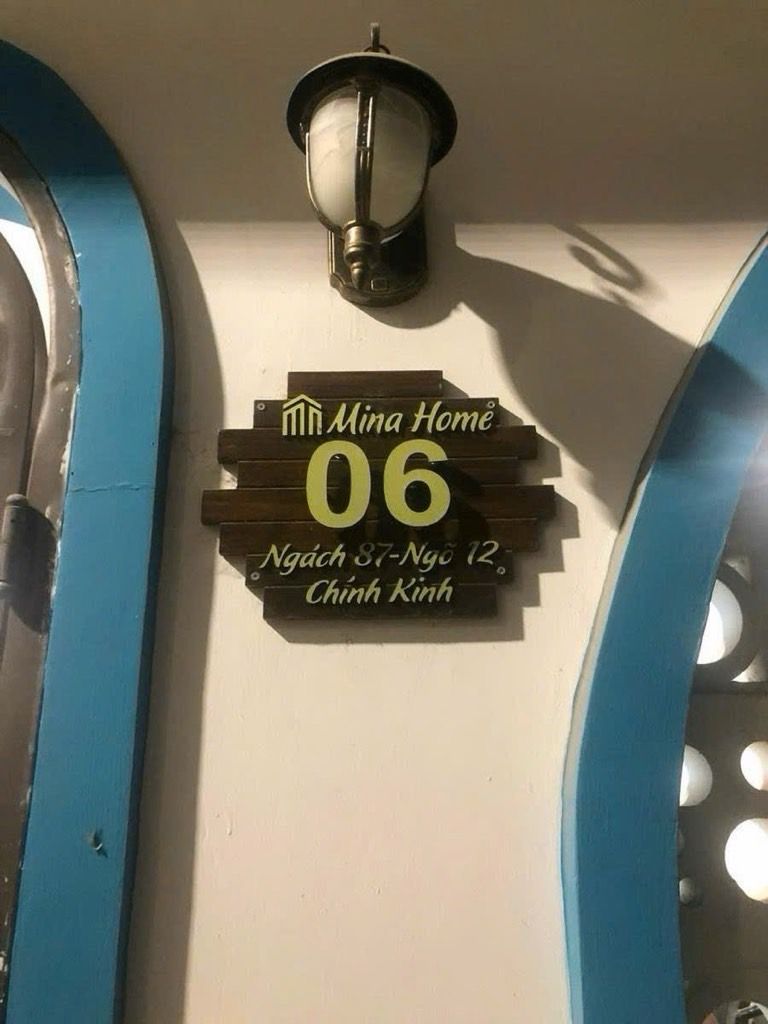 Mina Home
06
Ngách 87-Ngõ 12
Chính Kinh